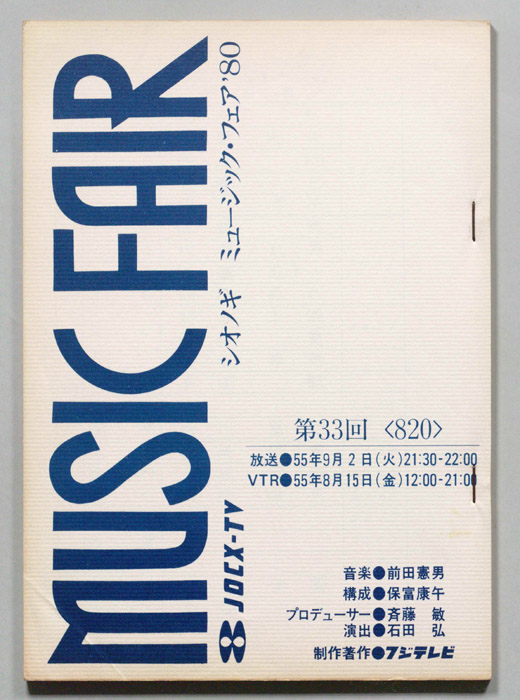 MUSIC FAIR
シオノギ ミュージック・フェア'80
8 JOCX-TV
第33回 〈820〉
放送●55年9月2日(火)21:30-22:00
VTR●55年8月15日(金)12:00-21:00
音楽●前田憲男
構成●保富康午
プロデューサー●斉藤 敏
演出●石田 弘
制作著作●フジテレビ